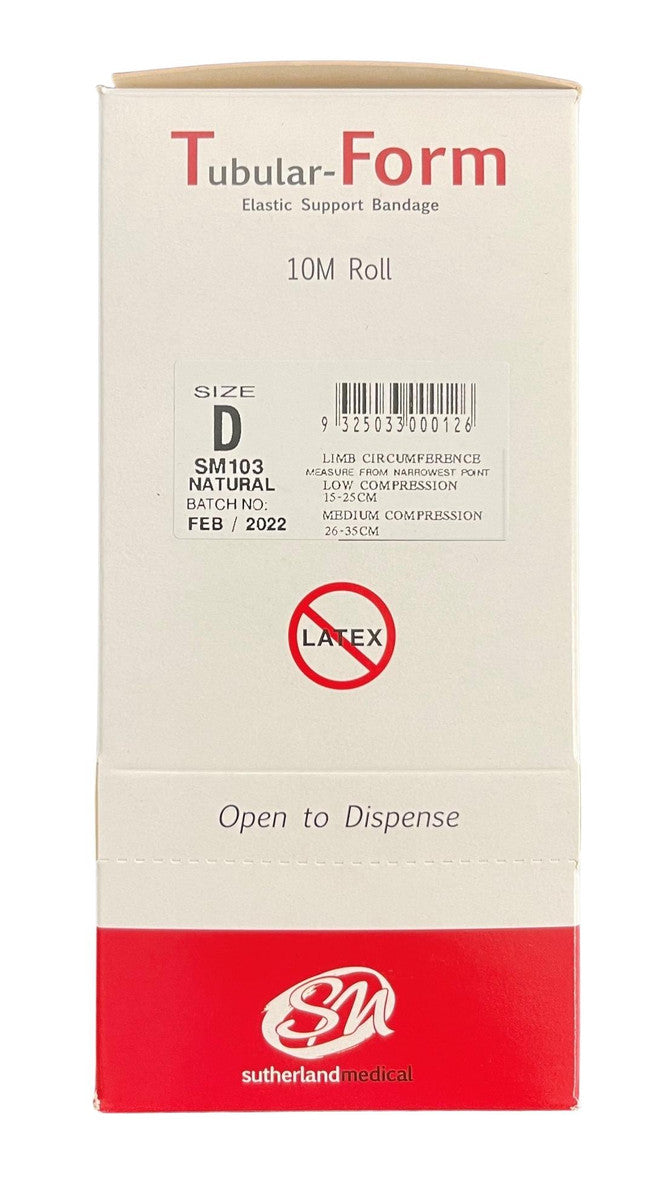 Tubular-Form
Elastic Support Bandage
10M Roll
SIZE
D
SM103
NATURAL
BATCH NO:
FEB / 2022
9 325033 000126
LIMB CIRCUMFERENCE
MEASURE FROM NARROWEST POINT
LOW COMPRESSION
15-25CM
MEDIUM COMPRESSION
26-35CM
LATEX
Open to Dispense
SM
sutherlandmedical